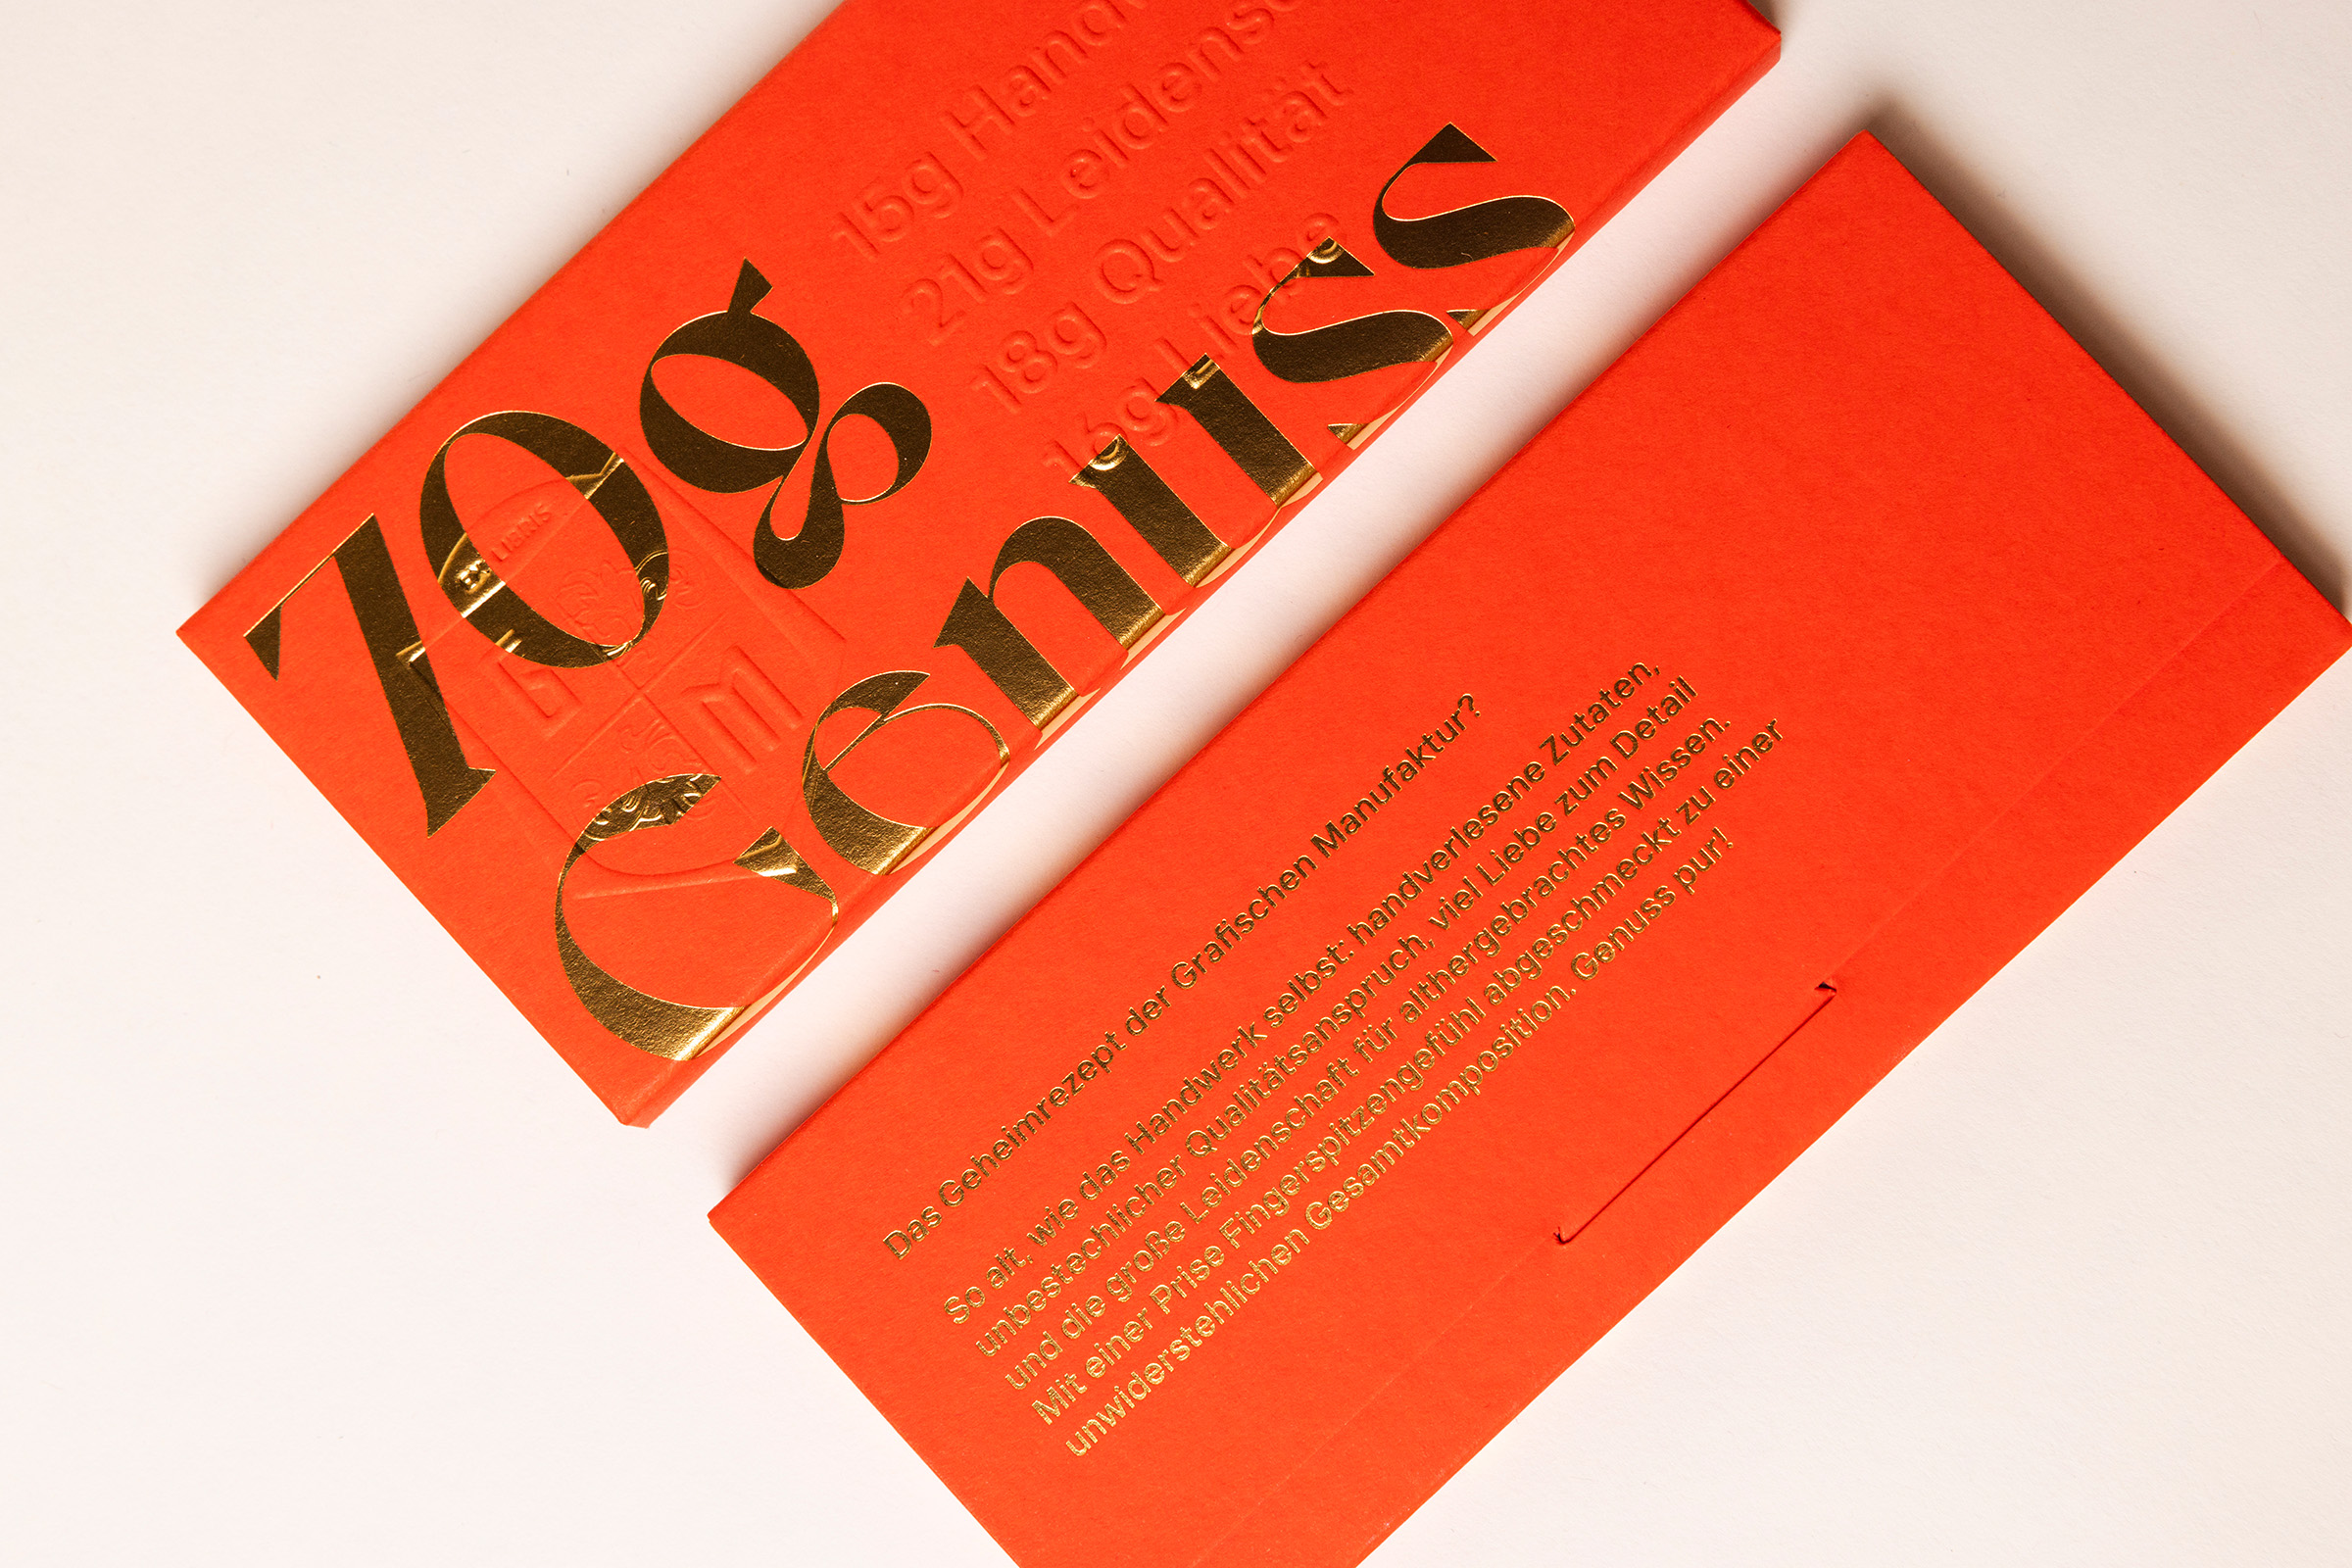 15g
21g
18g Qualität
16g Liebe
70g
Genuss
EX LIBRIS
G
M
Das Geheimrezept der Grafischen Manufaktur?
So alt, wie das Handwerk selbst: handverlesene Zutaten,
unbestechlicher Qualitätsanspruch, viel Liebe zum Detail
und die große Leidenschaft für althergebrachtes Wissen.
Mit einer Prise Fingerspitzengefühl abgeschmeckt zu einer
unwiderstehlichen Gesamtkomposition. Genuss pur!